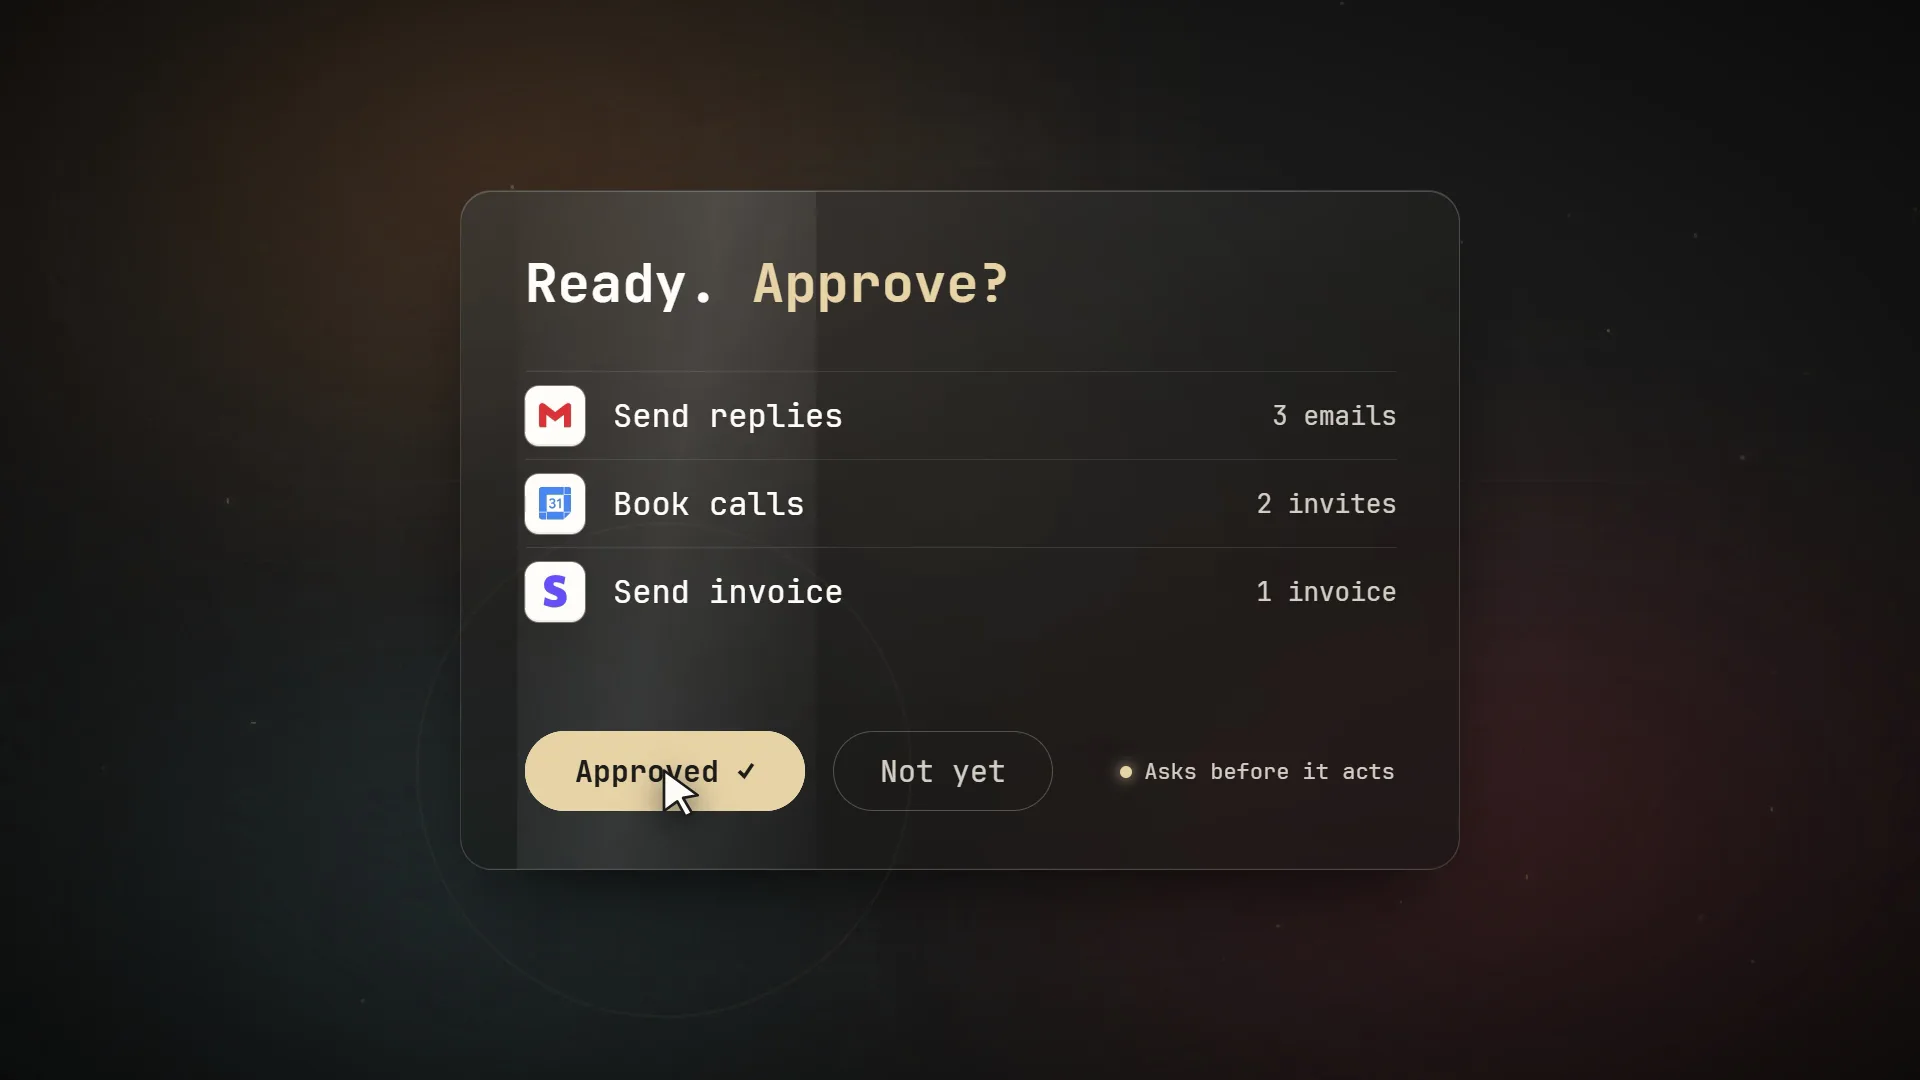 Ready. Approve?
Send replies 3 emails
31
Book calls 2 invites
S
Send invoice 1 invoice
Approved ✓ Not yet Asks before it acts